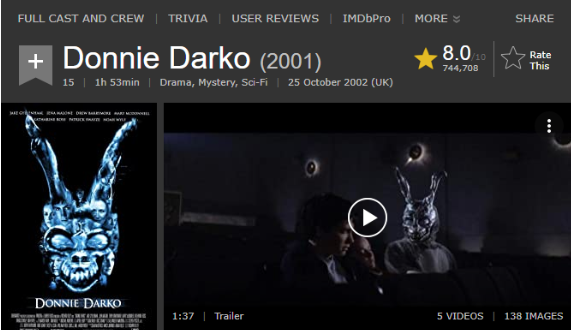 FULL CAST AND CREW | TRIVIA | USER REVIEWS | IMDbPro | MORE SHARE
+ Donnie Darko (2001)
8.0/10
744,708
Rate
This
15 | 1h 53min | Drama, Mystery, Sci-Fi | 25 October 2002 (UK)
JAKE GYLLENHAAL JENA MALONE DREW BARRYMORE MARY MCDONNELL
KATHARINE ROSS PATRICK SWAYZE NOAH WYLE
DONNIE DARKO
1:37 | Trailer 5 VIDEOS | 138 IMAGES